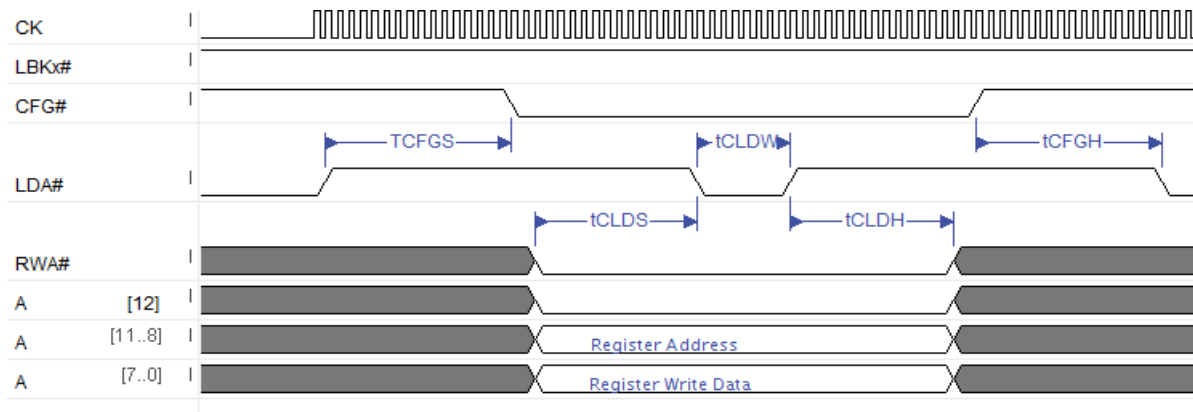 CK I
LBKx# I
CFG# I
TCFGS tCLDW tCFGH
LDA# I
tCLDS tCLDH
RWA# I
A [12] I
A [11..8] I Register Address
A [7..0] I Register Write Data